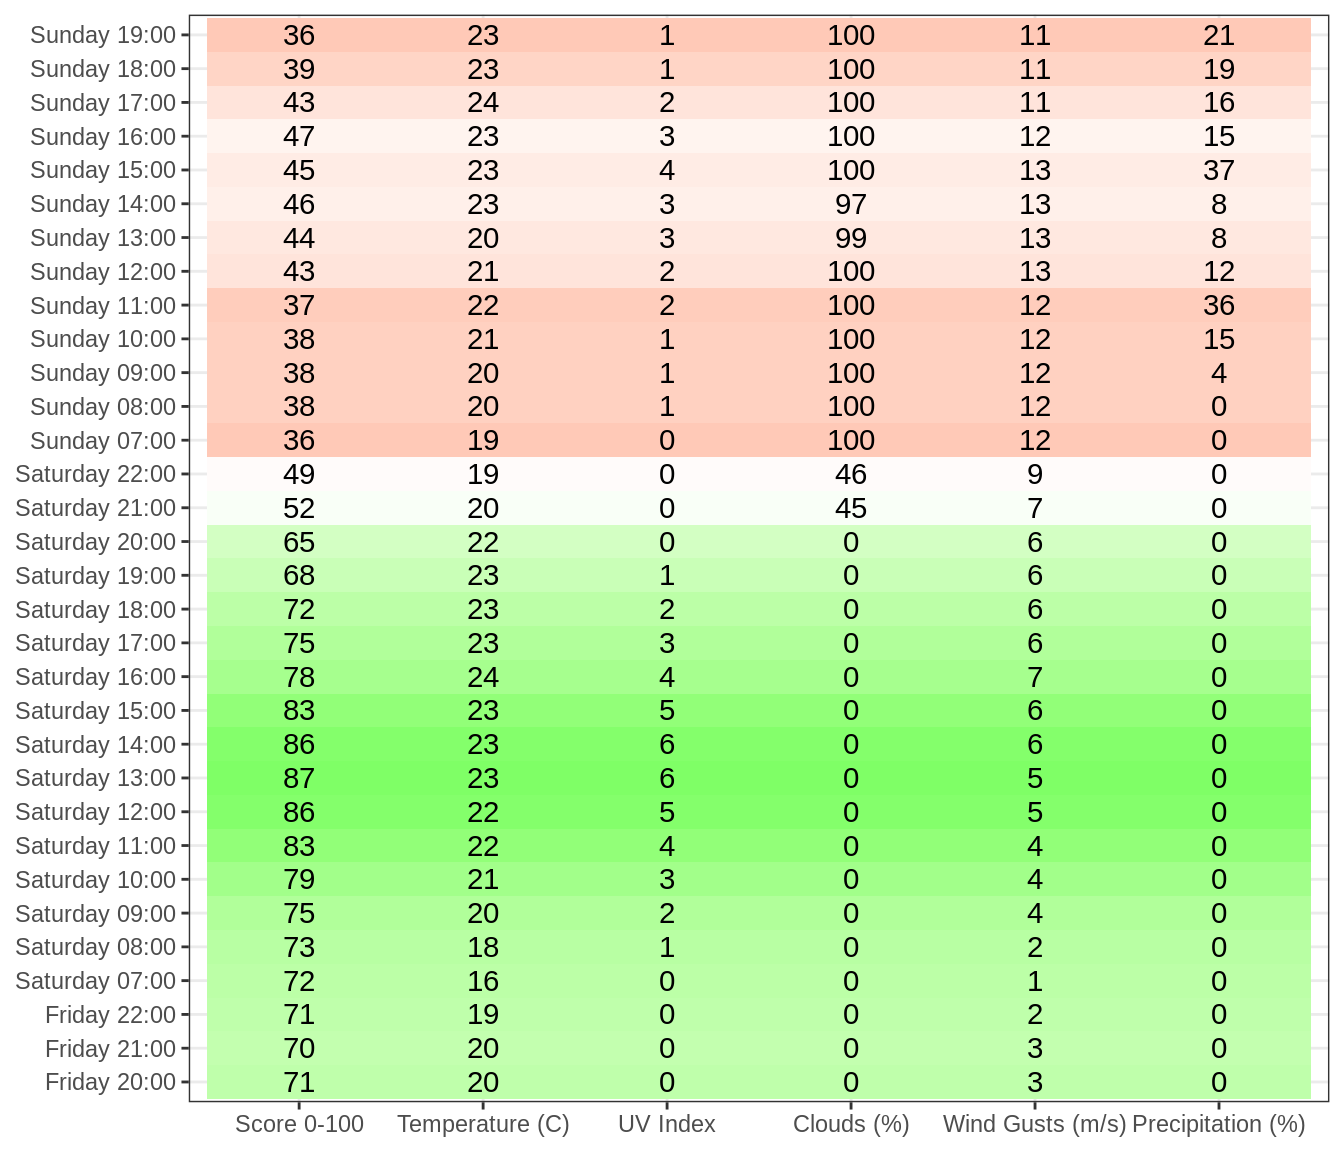 Sunday 19:00 36 23 1 100 11 21
Sunday 18:00 39 23 1 100 11 19
Sunday 17:00 43 24 2 100 11 16
Sunday 16:00 47 23 3 100 12 15
Sunday 15:00 45 23 4 100 13 37
Sunday 14:00 46 23 3 97 13 8
Sunday 13:00 44 20 3 99 13 8
Sunday 12:00 43 21 2 100 13 12
Sunday 11:00 37 22 2 100 12 36
Sunday 10:00 38 21 1 100 12 15
Sunday 09:00 38 20 1 100 12 4
Sunday 08:00 38 20 1 100 12 0
Sunday 07:00 36 19 0 100 12 0
Saturday 22:00 49 19 0 46 9 0
Saturday 21:00 52 20 0 45 7 0
Saturday 20:00 65 22 0 0 6 0
Saturday 19:00 68 23 1 0 6 0
Saturday 18:00 72 23 2 0 6 0
Saturday 17:00 75 23 3 0 6 0
Saturday 16:00 78 24 4 0 7 0
Saturday 15:00 83 23 5 0 6 0
Saturday 14:00 86 23 6 0 6 0
Saturday 13:00 87 23 6 0 5 0
Saturday 12:00 86 22 5 0 5 0
Saturday 11:00 83 22 4 0 4 0
Saturday 10:00 79 21 3 0 4 0
Saturday 09:00 75 20 2 0 4 0
Saturday 08:00 73 18 1 0 2 0
Saturday 07:00 72 16 0 0 1 0
Friday 22:00 71 19 0 0 2 0
Friday 21:00 70 20 0 0 3 0
Friday 20:00 71 20 0 0 3 0
Score 0-100 Temperature (C) UV Index Clouds (%) Wind Gusts (m/s) Precipitation (%)